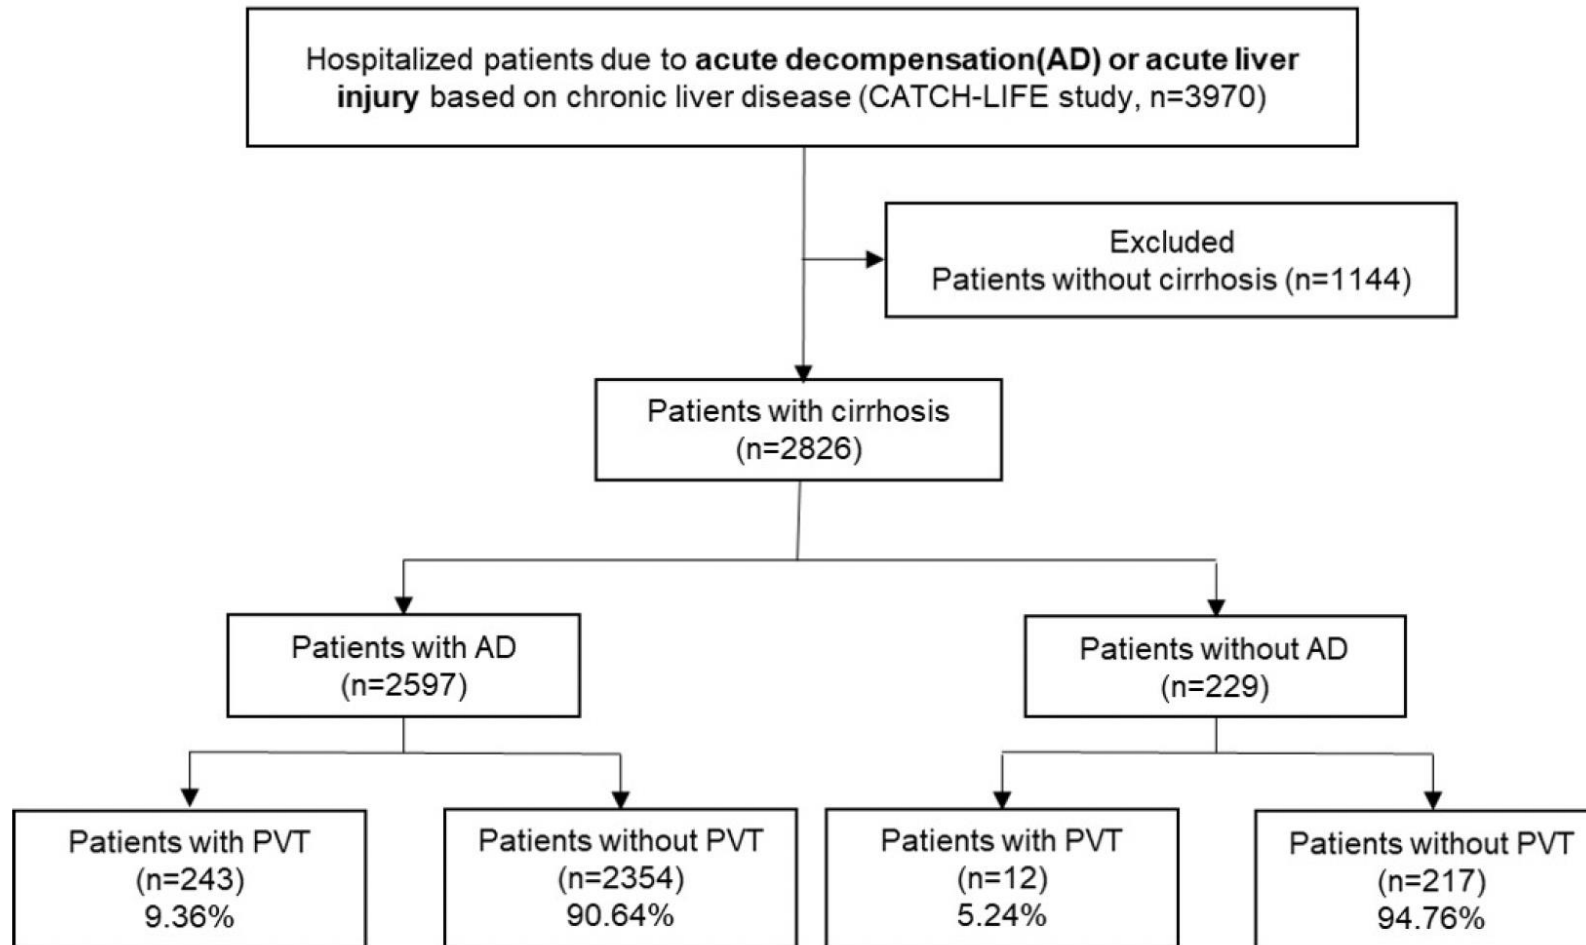 Hospitalized patients due to acute decompensation(AD) or acute liver
injury based on chronic liver disease (CATCH-LIFE study, n=3970)
Excluded
Patients without cirrhosis (n=1144)
Patients with cirrhosis
(n=2826)
Patients with AD
(n=2597)
Patients without AD
(n=229)
Patients with PVT
(n=243)
9.36%
Patients without PVT
(n=2354)
90.64%
Patients with PVT
(n=12)
5.24%
Patients without PVT
(n=217)
94.76%